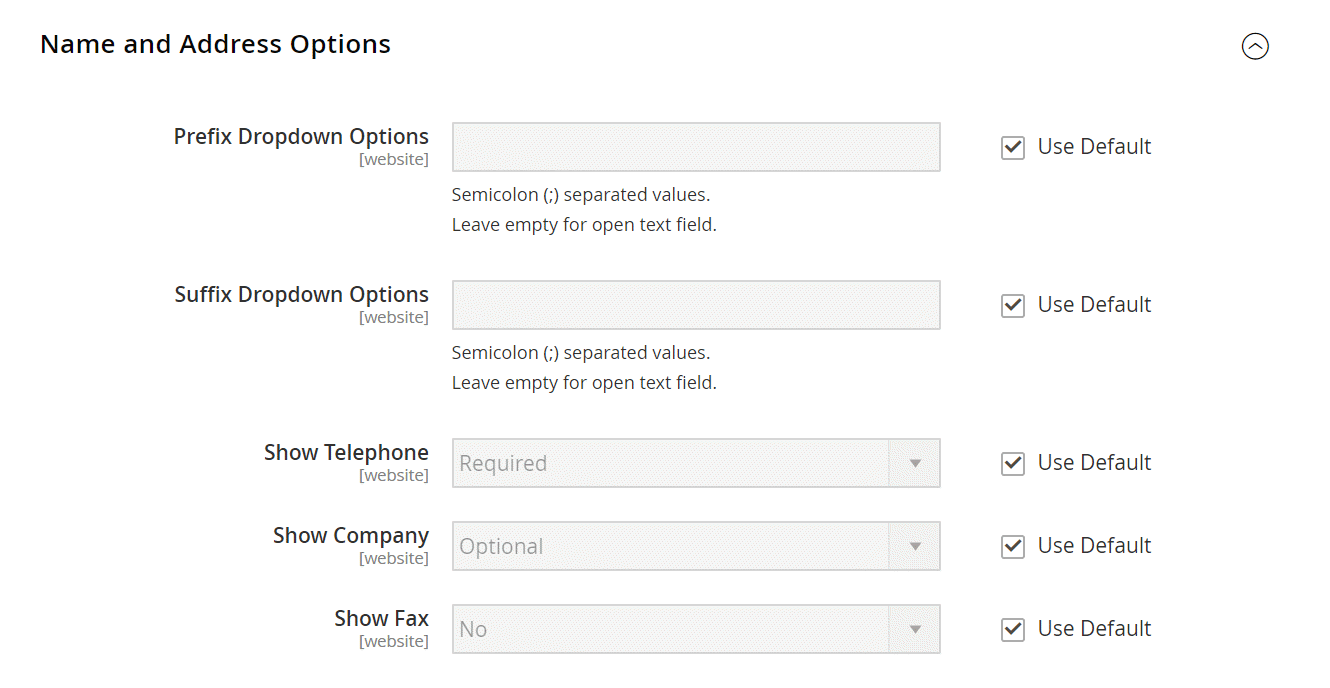 Name and Address Options
Prefix Dropdown Options
[website]
Use Default
Semicolon (;) separated values.
Leave empty for open text field.
Suffix Dropdown Options
[website]
Use Default
Semicolon (;) separated values.
Leave empty for open text field.
Show Telephone
[website]
Required
Use Default
Show Company
[website]
Optional
Use Default
Show Fax
[website]
No
Use Default